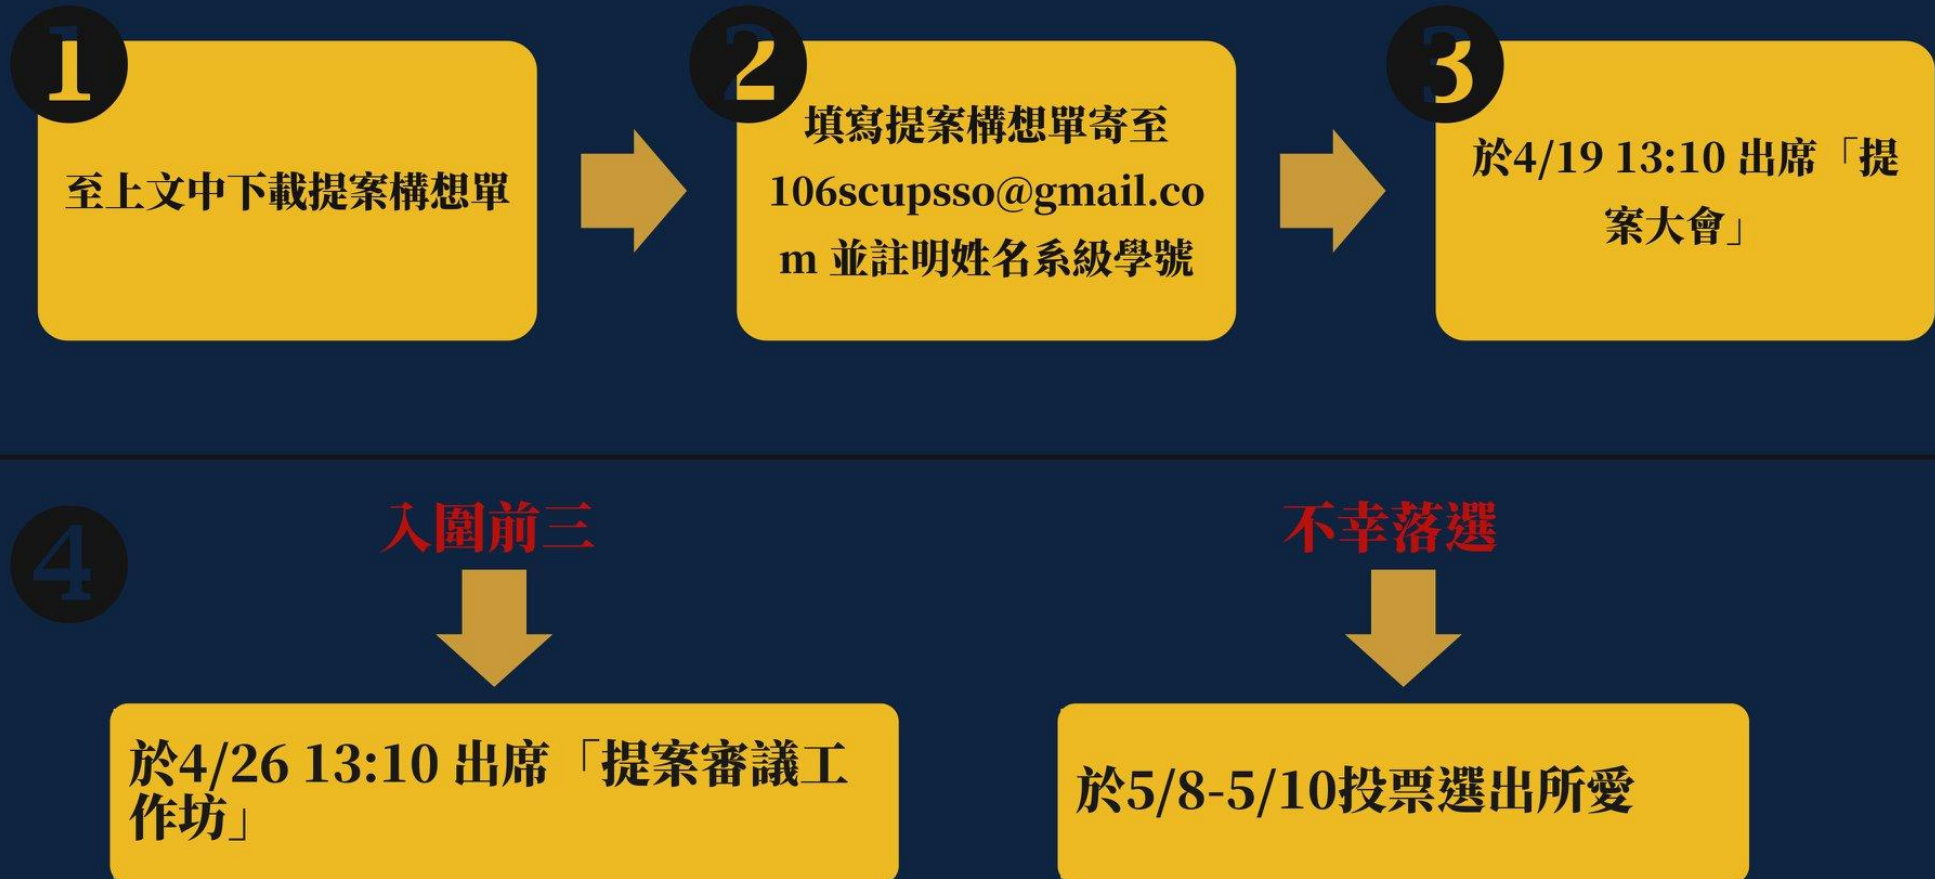 1
至上文中下載提案構想單
2
填寫提案構想單寄至
106scupsso@gmail.co
m 並註明姓名系級學號
3
於4/19 13:10 出席「提
案大會」
4
入圍前三
不幸落選
於4/26 13:10 出席「提案審議工
作坊」
於5/8-5/10投票選出所愛